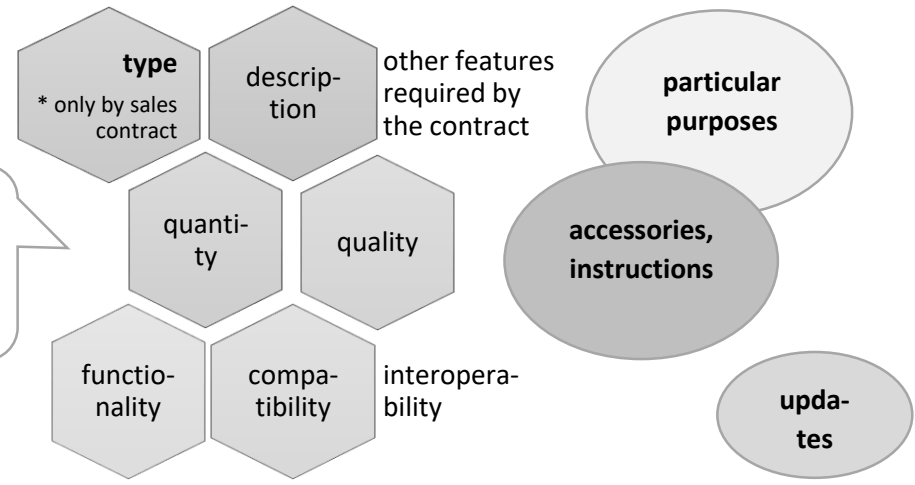 type
* only by sales
contract
descrip-
tion
other features
required by
the contract
quanti-
ty
quality
functio-
nality
compa-
tibility
interopera-
bility
particular
purposes
accessories,
instructions
upda-
tes